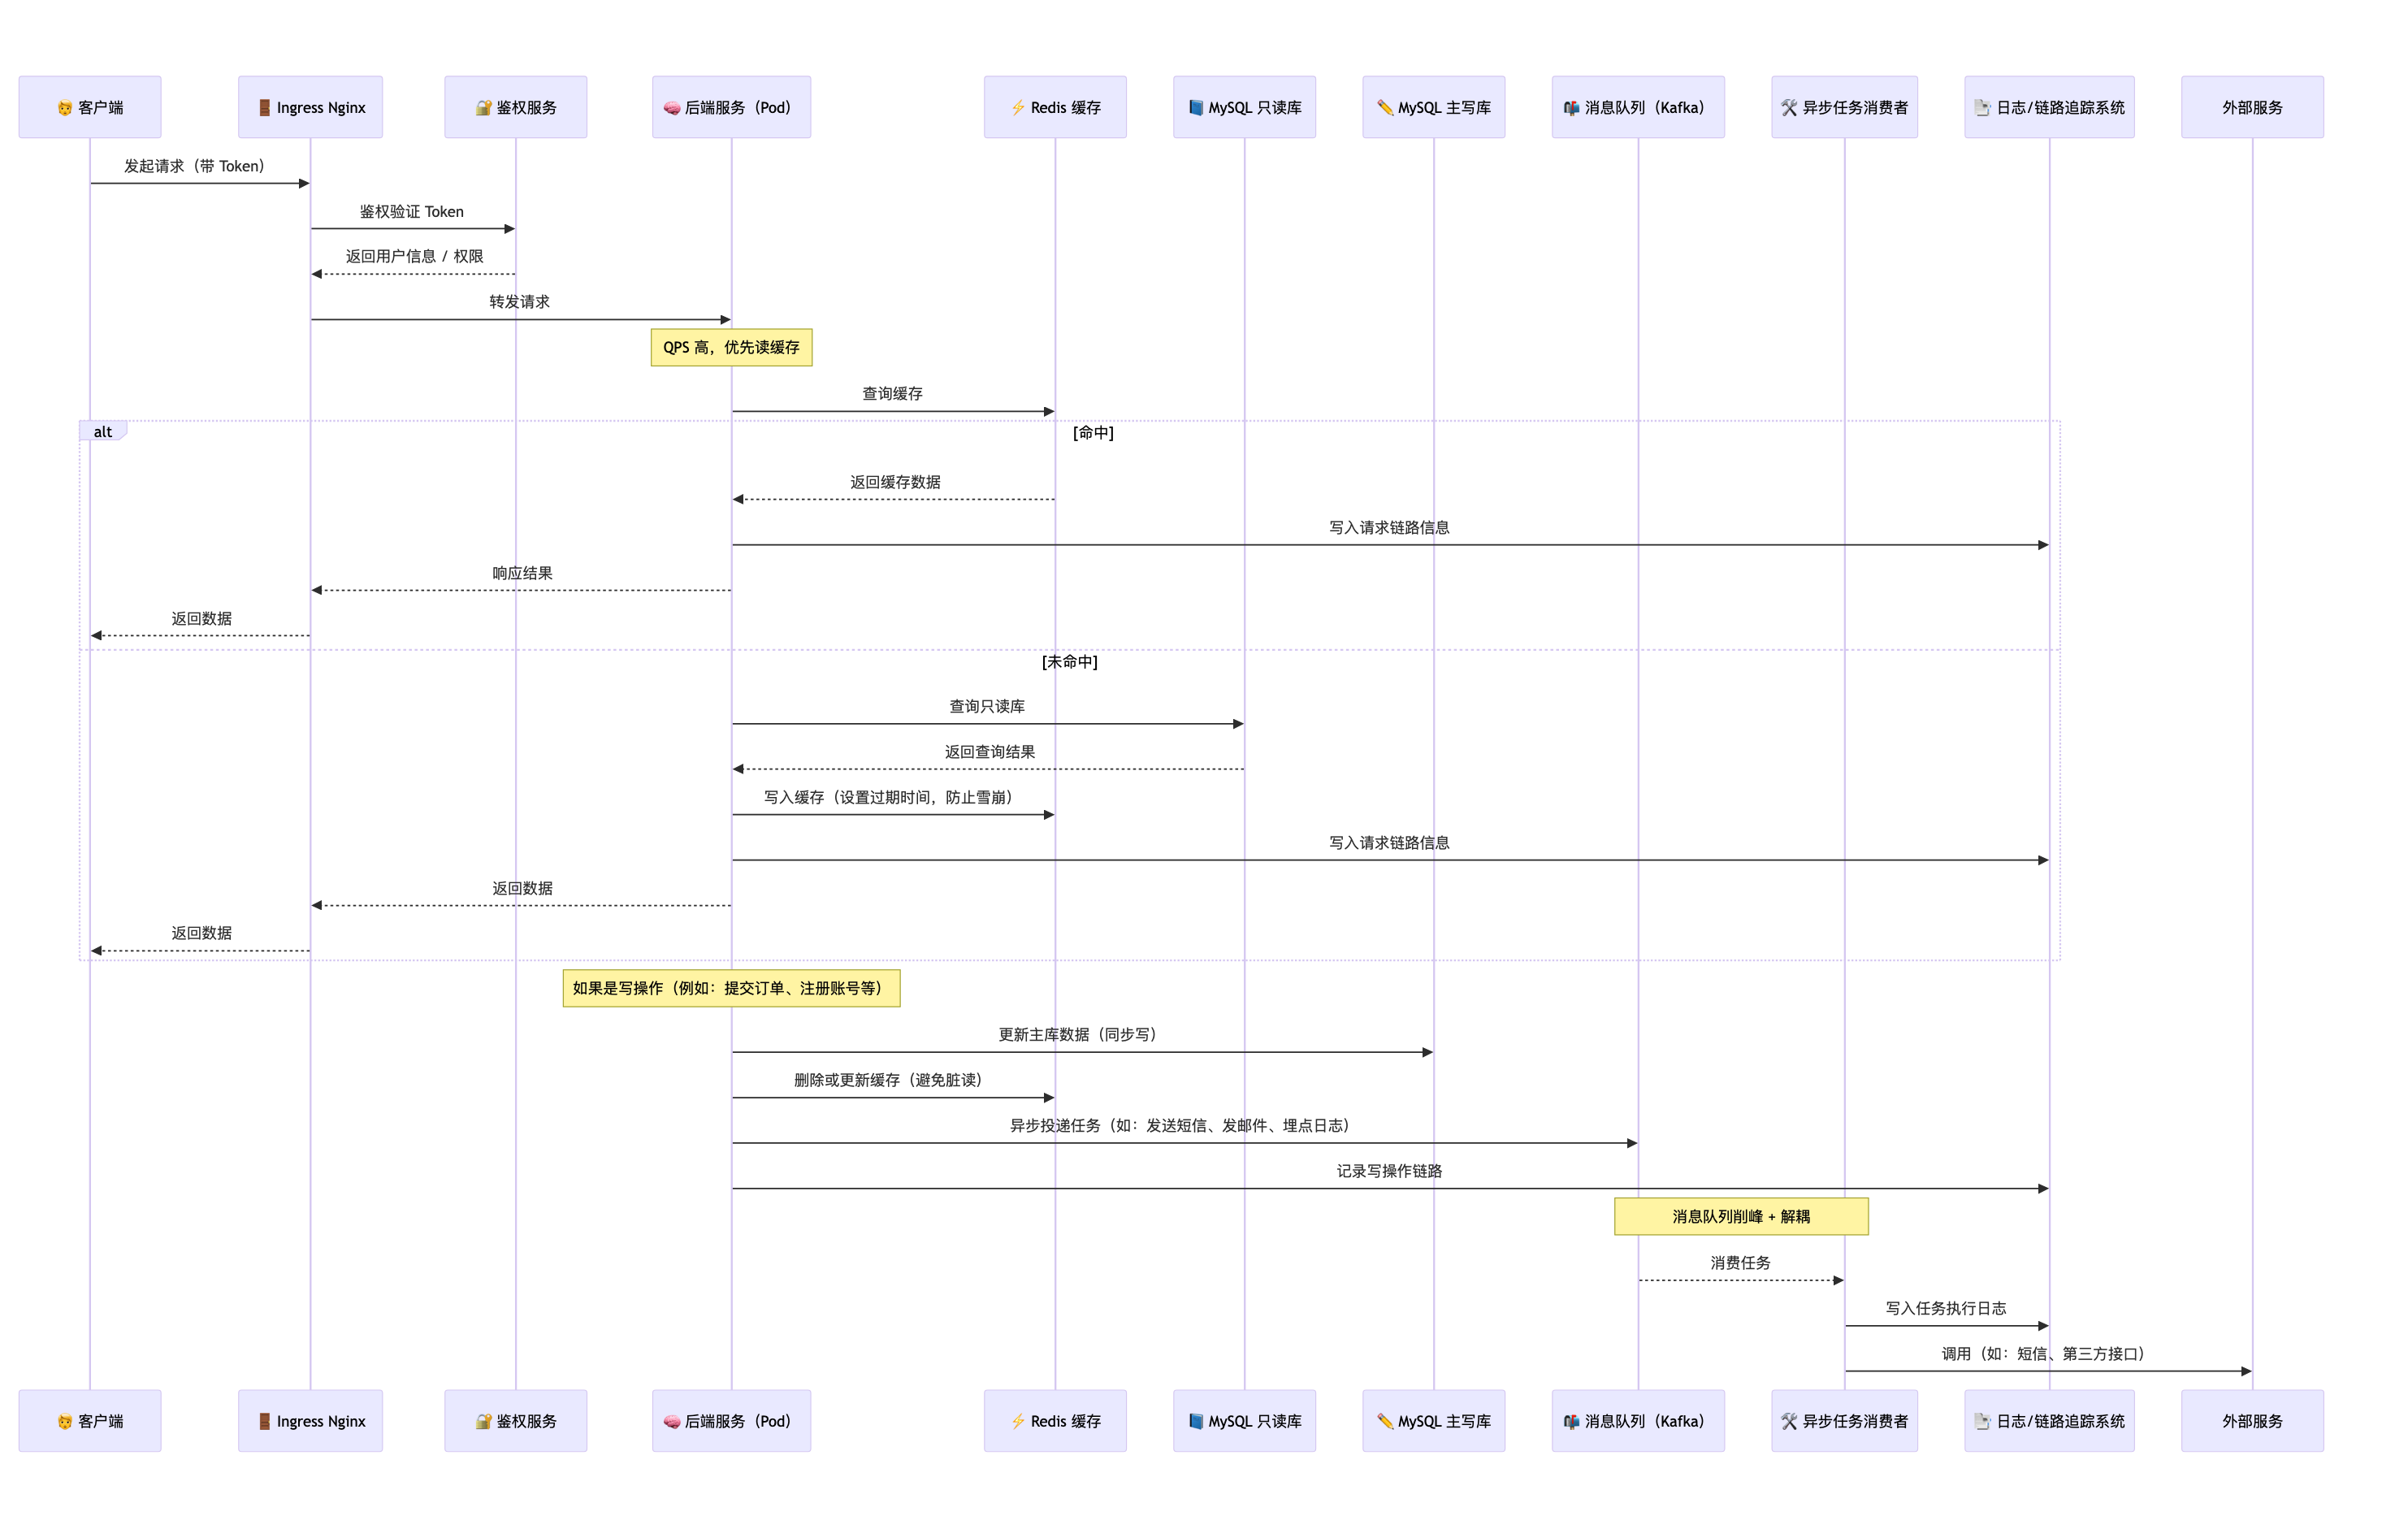 🧑 客户端
🚪 Ingress Nginx
🔐 鉴权服务
🧠 后端服务（Pod）
⚡ Redis 缓存
📘 MySQL 只读库
✏️ MySQL 主写库
📬 消息队列（Kafka）
🛠️ 异步任务消费者
📑 日志/链路追踪系统
外部服务
发起请求（带 Token）
鉴权验证 Token
返回用户信息 / 权限
转发请求
QPS 高，优先读缓存
查询缓存
alt
[命中]
返回缓存数据
写入请求链路信息
响应结果
返回数据
[未命中]
查询只读库
返回查询结果
写入缓存（设置过期时间，防止雪崩）
写入请求链路信息
返回数据
返回数据
如果是写操作（例如：提交订单、注册账号等）
更新主库数据（同步写）
删除或更新缓存（避免脏读）
异步投递任务（如：发送短信、发邮件、埋点日志）
记录写操作链路
消息队列削峰 + 解耦
消费任务
写入任务执行日志
调用（如：短信、第三方接口）
🧑 客户端
🚪 Ingress Nginx
🔐 鉴权服务
🧠 后端服务（Pod）
⚡ Redis 缓存
📘 MySQL 只读库
✏️ MySQL 主写库
📬 消息队列（Kafka）
🛠️ 异步任务消费者
📑 日志/链路追踪系统
外部服务